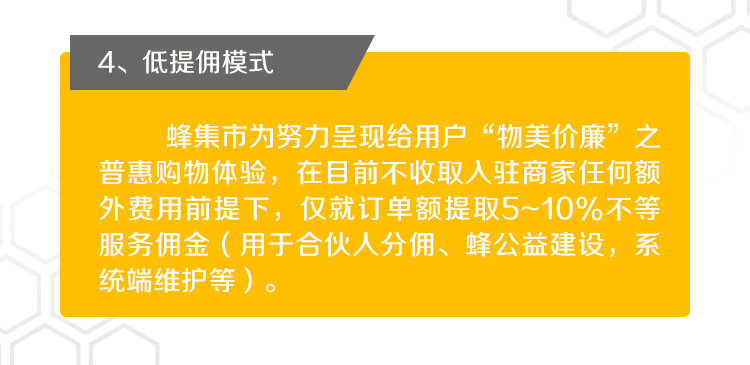 4、低提佣模式
蜂集市为努力呈现给用户“物美价廉”之
普惠购物体验，在目前不收取入驻商家任何额
外费用前提下，仅就订单额提取5~10%不等
服务佣金（用于合伙人分佣、蜂公益建设，系
统端维护等）。